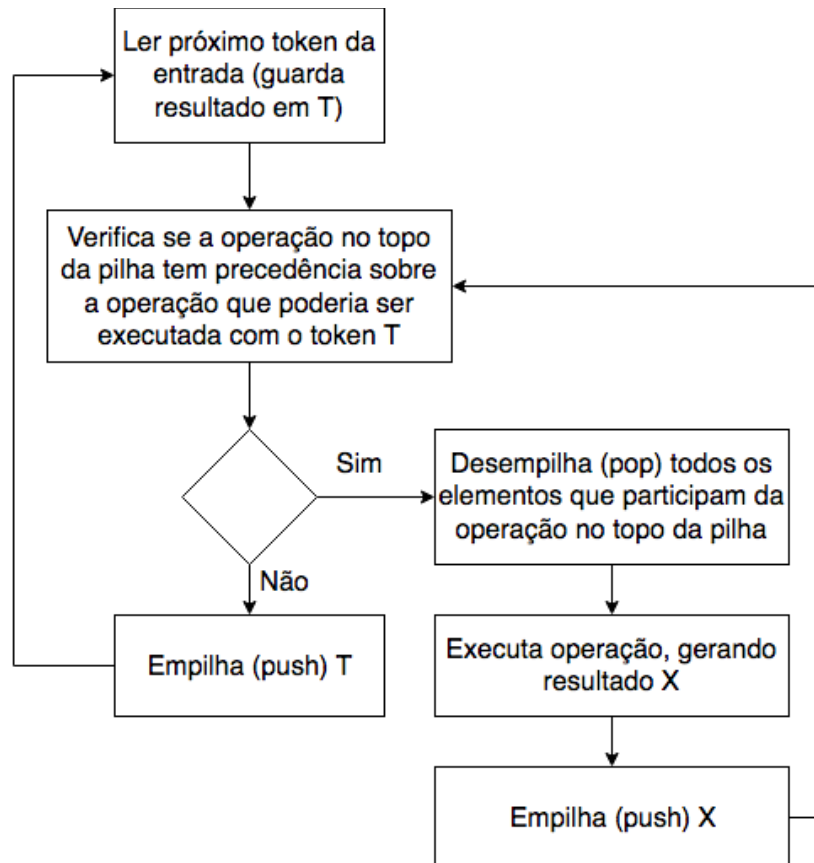 Ler próximo token da
entrada (guarda
resultado em T)
Verifica se a operação no topo
da pilha tem precedência sobre
a operação que poderia ser
executada com o token T
Sim
Desempilha (pop) todos os
elementos que participam da
operação no topo da pilha
Não
Empilha (push) T
Executa operação, gerando
resultado X
Empilha (push) X